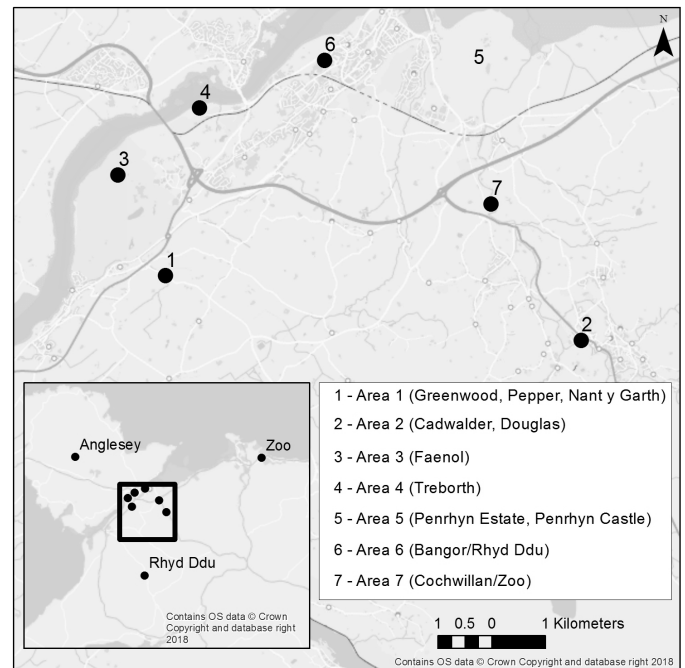 N
6
5
4
3
7
1
2
1 - Area 1 (Greenwood, Pepper, Nant y Garth)
2 - Area 2 (Cadwalder, Douglas)
3 - Area 3 (Faenol)
4 - Area 4 (Treborth)
5 - Area 5 (Penrhyn Estate, Penrhyn Castle)
6 - Area 6 (Bangor/Rhyd Ddu)
7 - Area 7 (Cochwillan/Zoo)
Anglesey
Zoo
Rhyd Ddu
Contains OS data © Crown
Copyright and database right
2018
1 0.5 0 1 Kilometers
Contains OS data © Crown Copyright and database right 2018